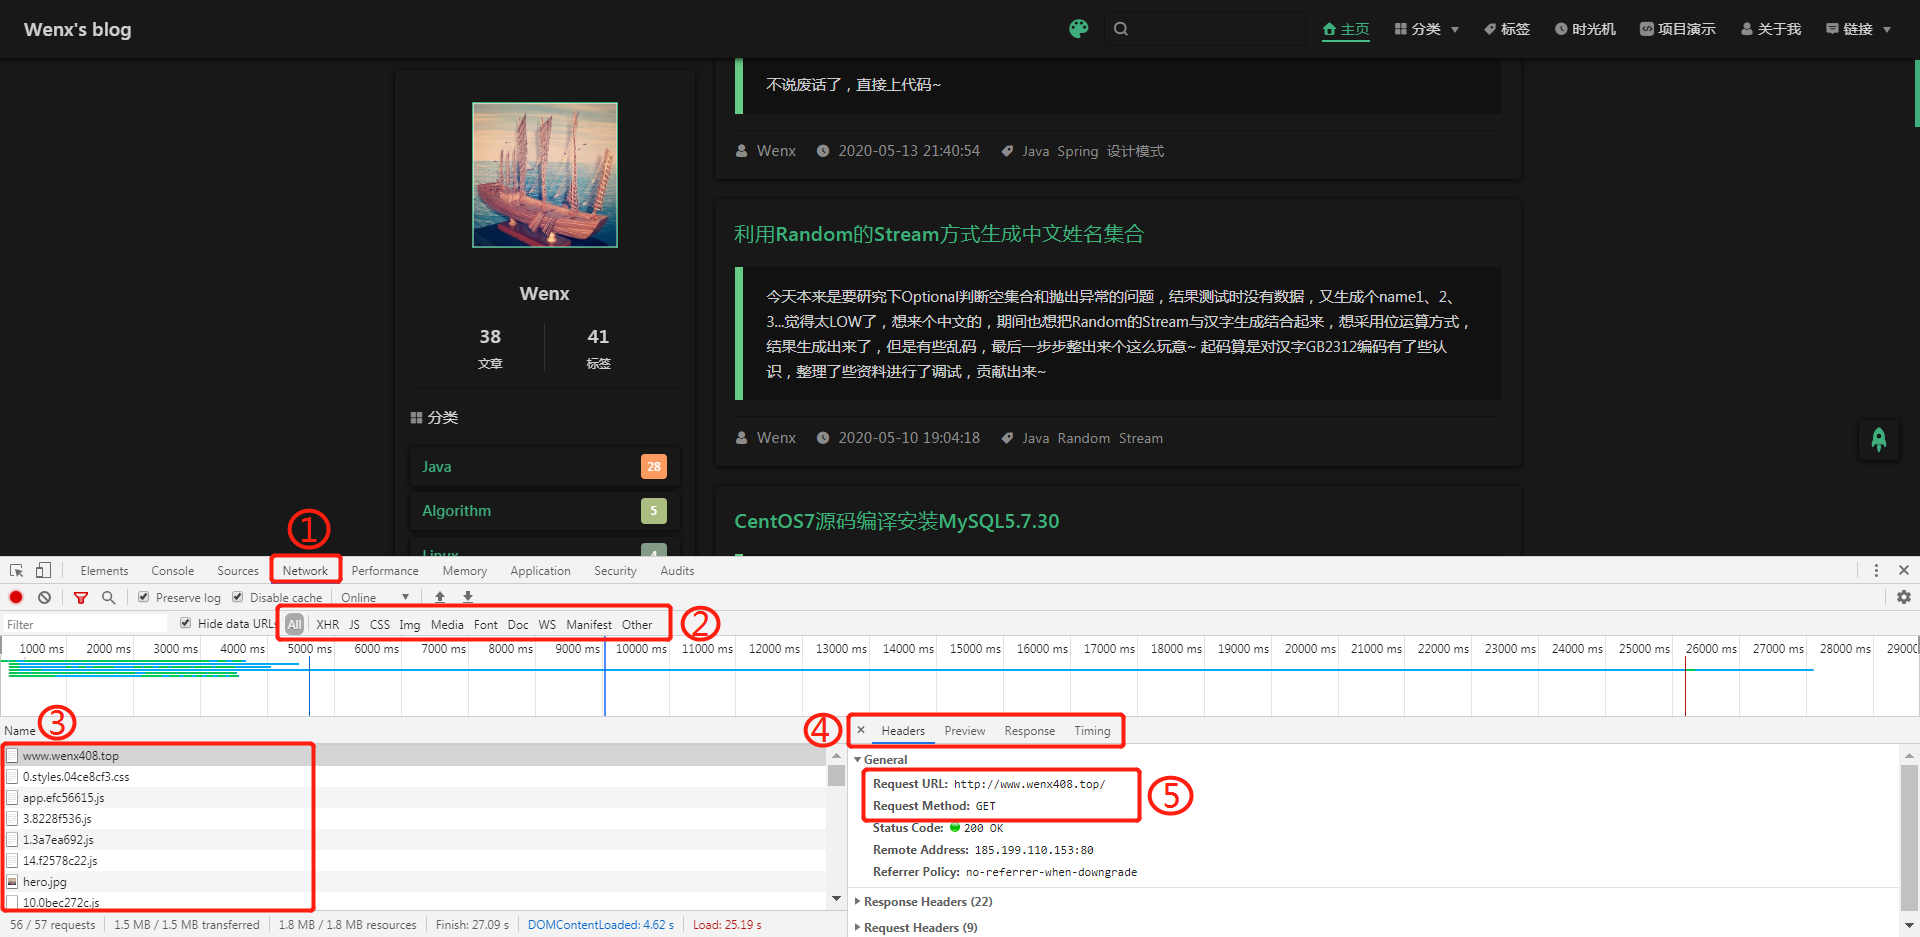 Wenx's blog
主页 分类 标签 时光机 项目演示 关于我 链接
不说废话了，直接上代码~
Wenx 2020-05-13 21:40:54 Java Spring 设计模式
Wenx
38 41
文章 标签
分类
Java 28
Algorithm 5
Linux 4
利用Random的Stream方式生成中文姓名集合
今天本来是要研究下Optional判断空集合和抛出异常的问题，结果测试时没有数据，又生成个name1、2、
3...觉得太LOW了，想来个中文的，期间也想把Random的Stream与汉字生成结合起来，想采用位运算方式，
结果生成出来了，但是有些乱码，最后一步步整出来个这么玩意~ 起码算是对汉字GB2312编码有了些认
识，整理了些资料进行了调试，贡献出来~
Wenx 2020-05-10 19:04:18 Java Random Stream
CentOS7源码编译安装MySQL5.7.30
①
Elements Console Sources Network Performance Memory Application Security Audits
Preserve log Disable cache Online
Filter Hide data URLs All XHR JS CSS Img Media Font Doc WS Manifest Other ②
1000 ms 2000 ms 3000 ms 4000 ms 5000 ms 6000 ms 7000 ms 8000 ms 9000 ms 10000 ms 11000 ms 12000 ms 13000 ms 14000 ms 15000 ms 16000 ms 17000 ms 18000 ms 19000 ms 20000 ms 21000 ms 22000 ms 23000 ms 24000 ms 25000 ms 26000 ms 27000 ms 28000 ms 2900
Name ③
www.wenx408.top
0.styles.04ce8cf3.css
app.efc56615.js
3.8228f536.js
1.3a7ea692.js
14.f2578c22.js
hero.jpg
10.0bec272c.js
56 / 57 requests 1.5 MB / 1.5 MB transferred 1.8 MB / 1.8 MB resources Finish: 27.09 s DOMContentLoaded: 4.62 s Load: 25.19 s
④ × Headers Preview Response Timing
General
Request URL: http://www.wenx408.top/
Request Method: GET
⑤
Status Code: 200 OK
Remote Address: 185.199.110.153:80
Referrer Policy: no-referrer-when-downgrade
Response Headers (22)
Request Headers (9)